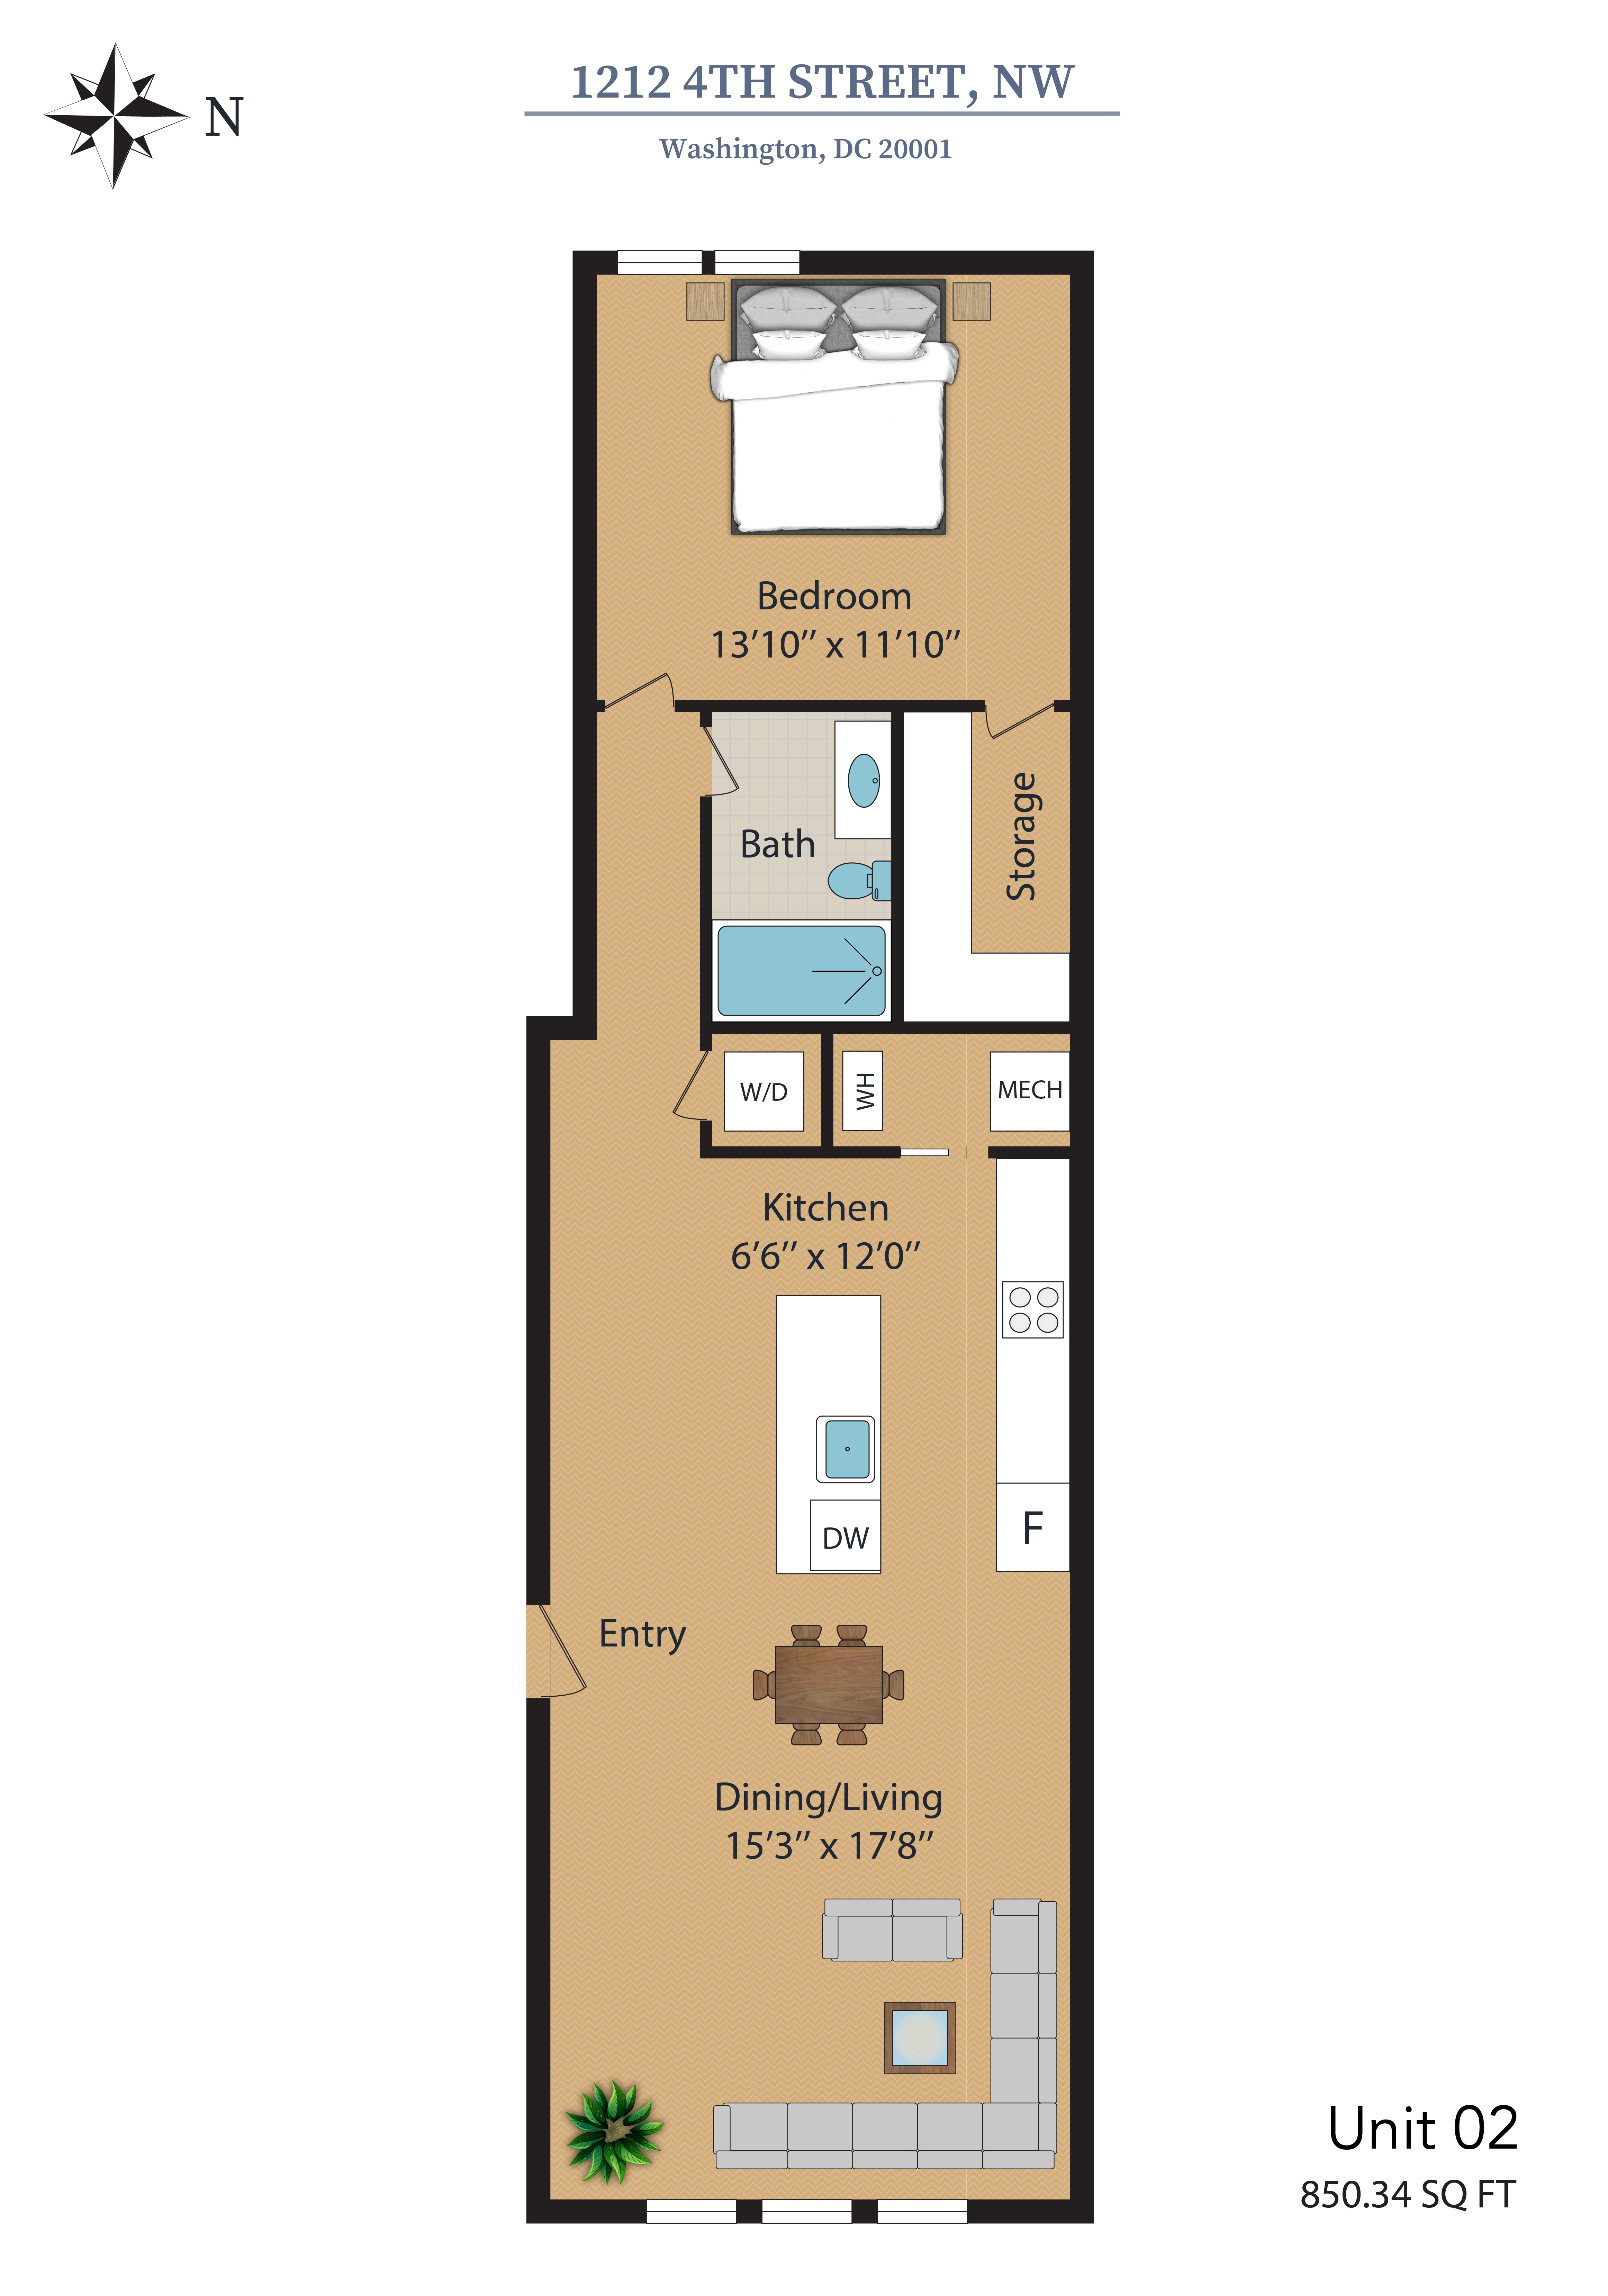 N
1212 4TH STREET, NW
Washington, DC 20001
Bedroom
13’10’’ x 11’10’’
Bath
Storage
W/D
WH
MECH
Kitchen
6’6’’ x 12’0’’
DW
F
Entry
Dining/Living
15’3’’ x 17’8’’
Unit 02
850.34 SQ FT